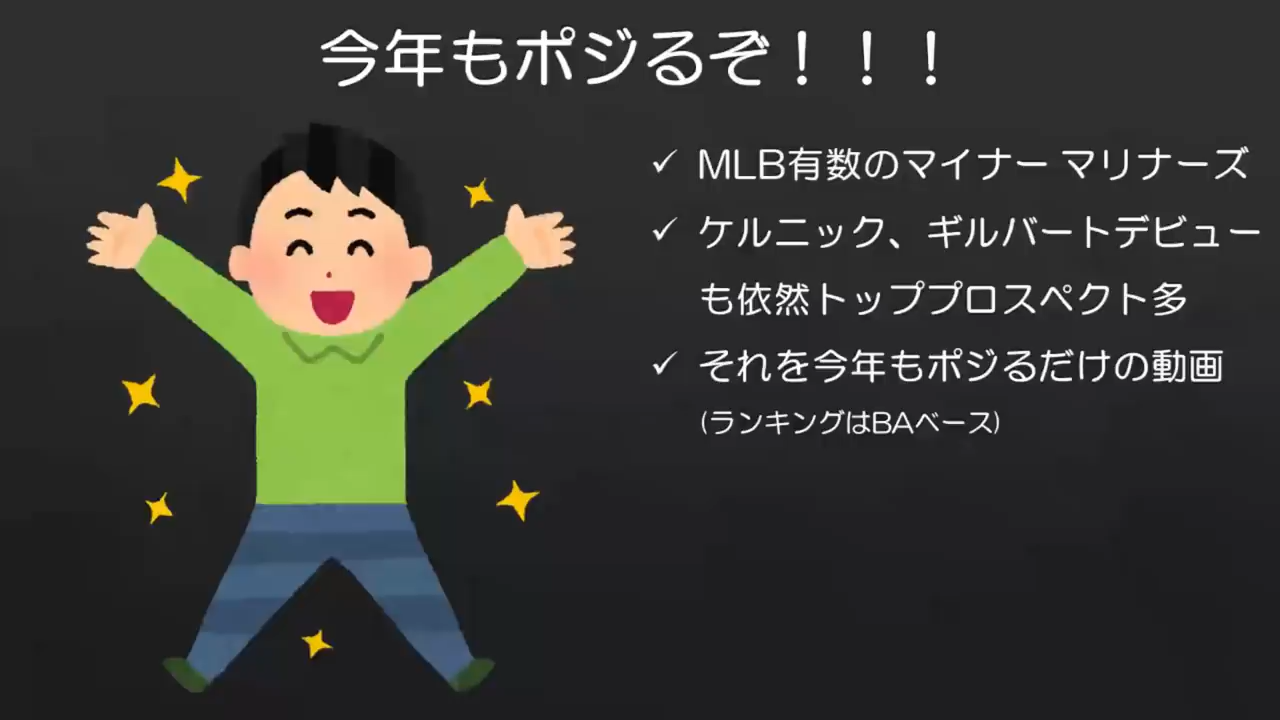 今年もポジるぞ！！！
✓ MLB有数のマイナー マリナーズ
✓ ケルニック、ギルバートデビュー
も依然トッププロスペクト多
✓ それを今年もポジるだけの動画
(ランキングはBAベース)